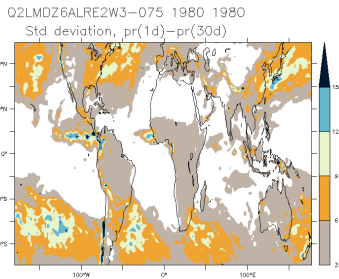 Q2LMDZ6ALRE2W3-075 1980 1980
Std deviation, pr(1d)-pr(30d)
°N
°N
0°
°S
°S
100°W 0° 100°E
15
12
9
6
3